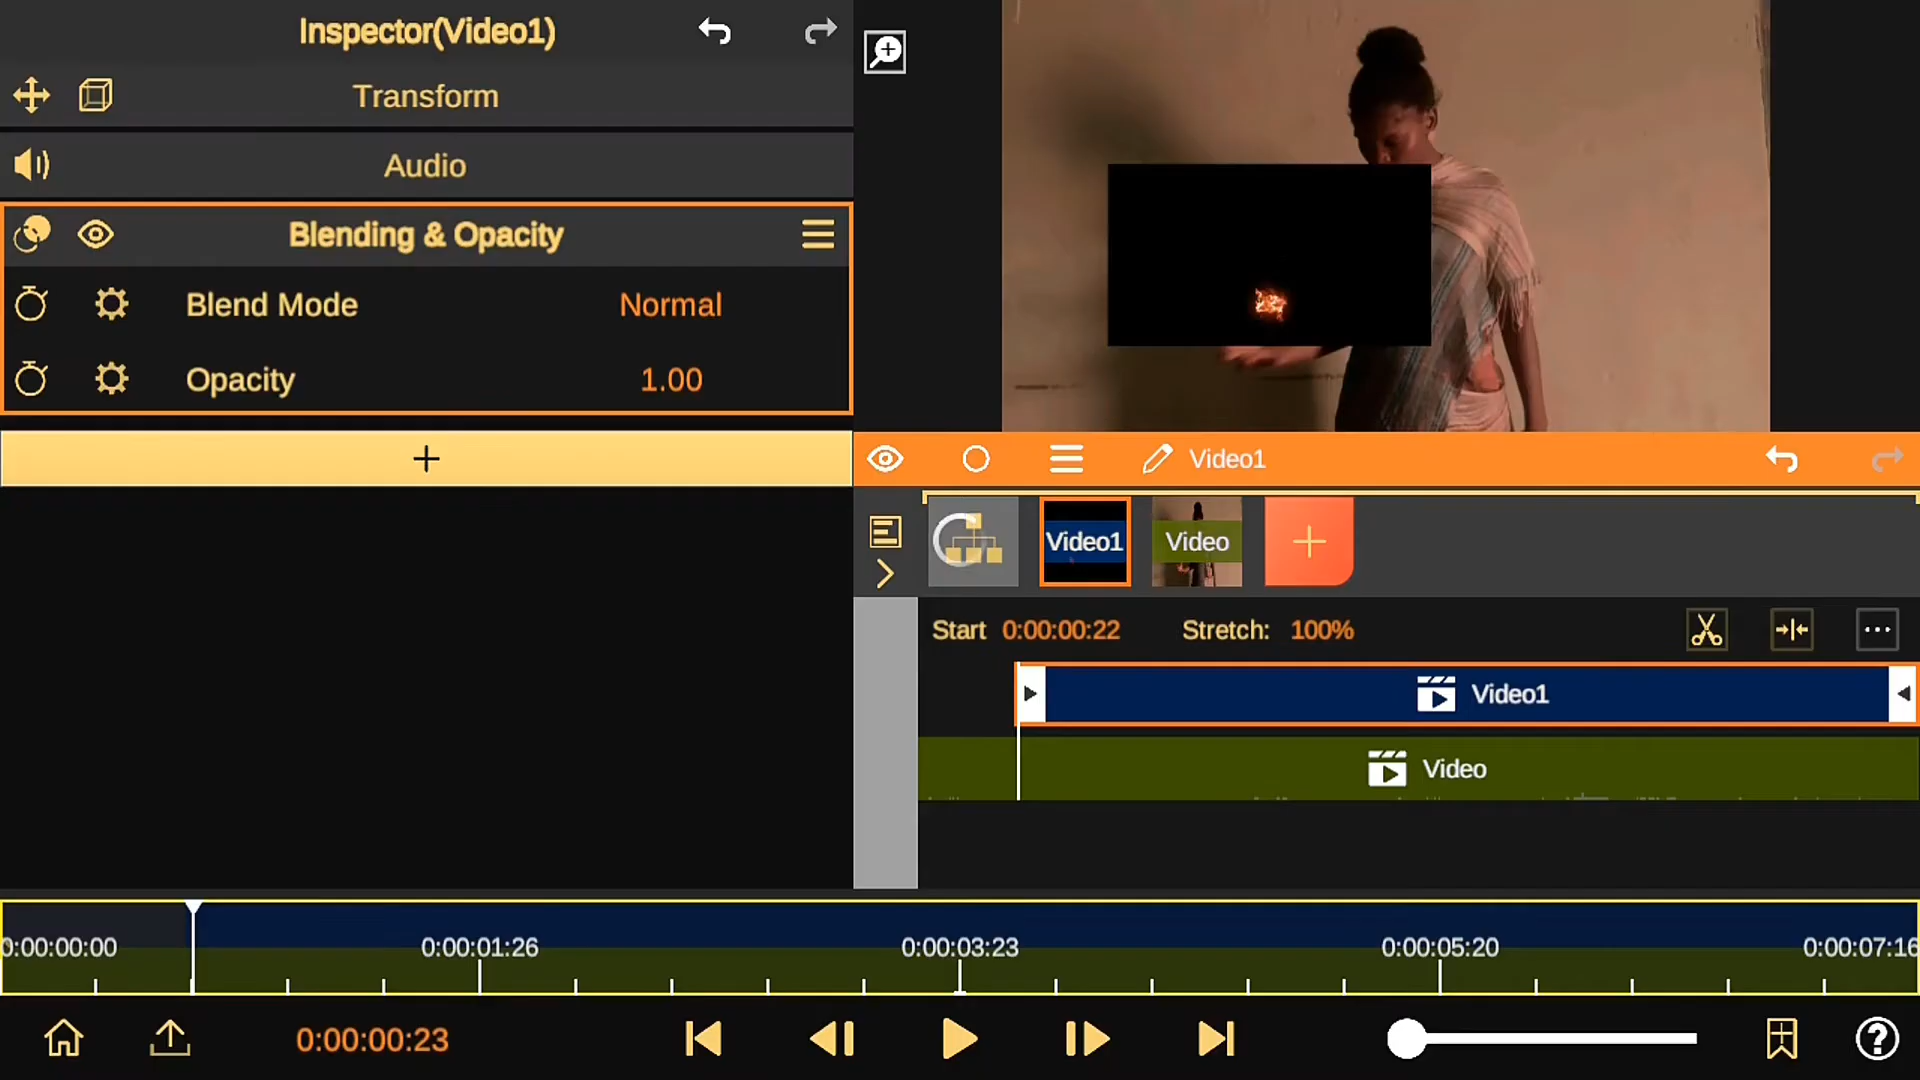 Inspector(Video1)
Transform
Audio
Blending & Opacity
Blend Mode Normal
Opacity 1.00
Video1
Video1 Video
Start 0:00:00:22 Stretch: 100%
Video1
Video
0:00:00:00 0:00:01:26 0:00:03:23 0:00:05:20 0:00:07:16
0:00:00:23